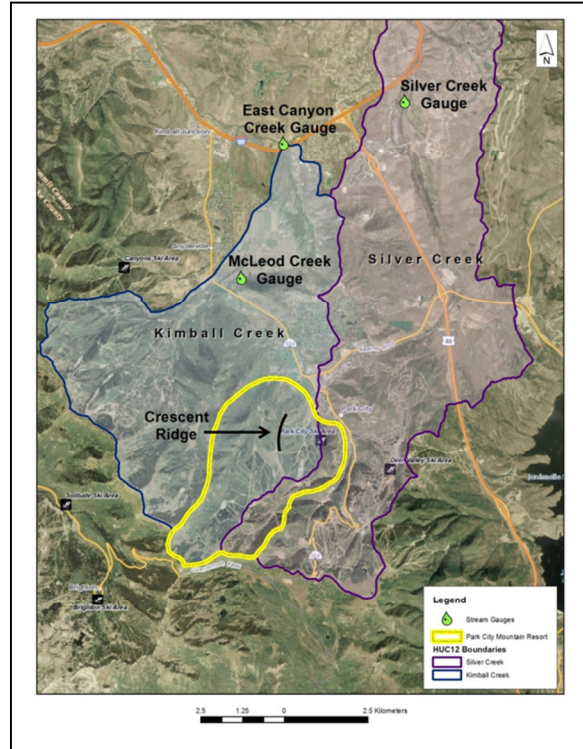 N
Silver Creek
Gauge
East Canyon
Creek Gauge
Kimball Junction
Snyderville
Canyons Ski Area
McLeod Creek
Gauge
Silver Creek
Kimball Creek
Crescent
Ridge
Park City
Park City Ski Area
Deer Valley Ski Area
Solitude Ski Area
Brighton
Brighton Ski Area
Legend
Stream Gauges
Park City Mountain Resort
HUC12 Boundaries
Silver Creek
Kimball Creek
2.5 1.25 0 2.5 Kilometers